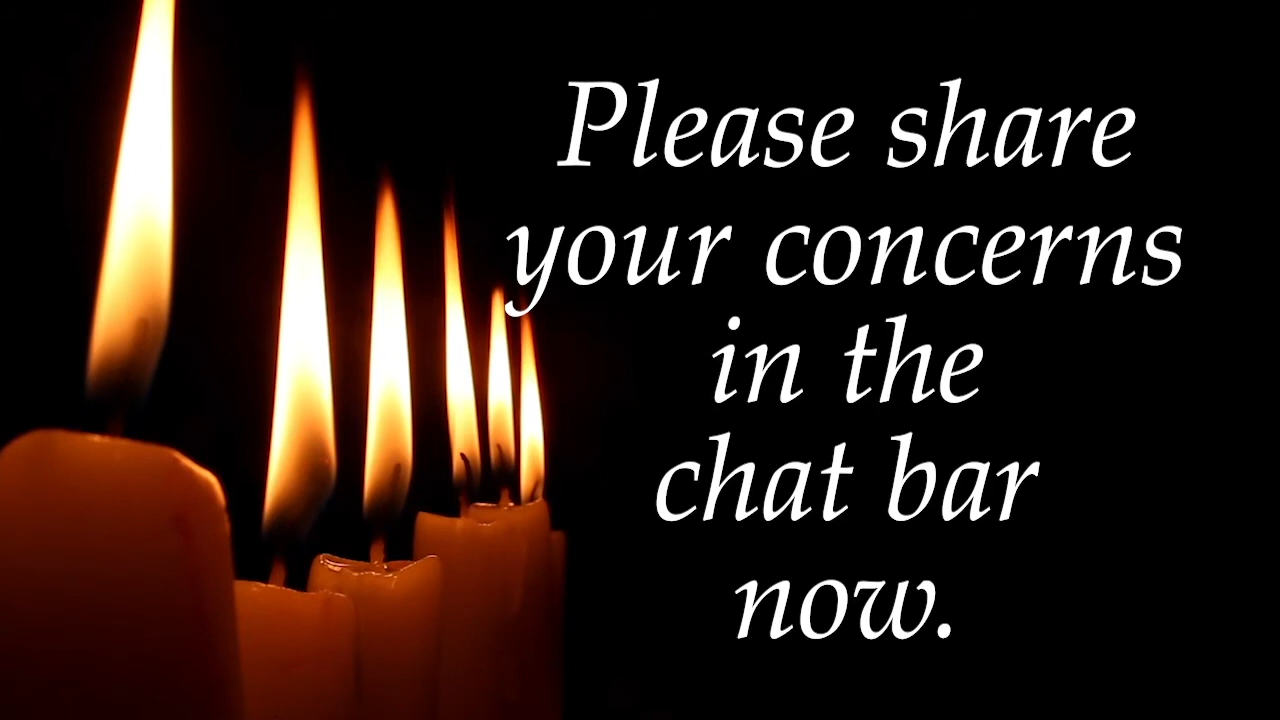 Please share
your concerns
in the
chat bar
now.